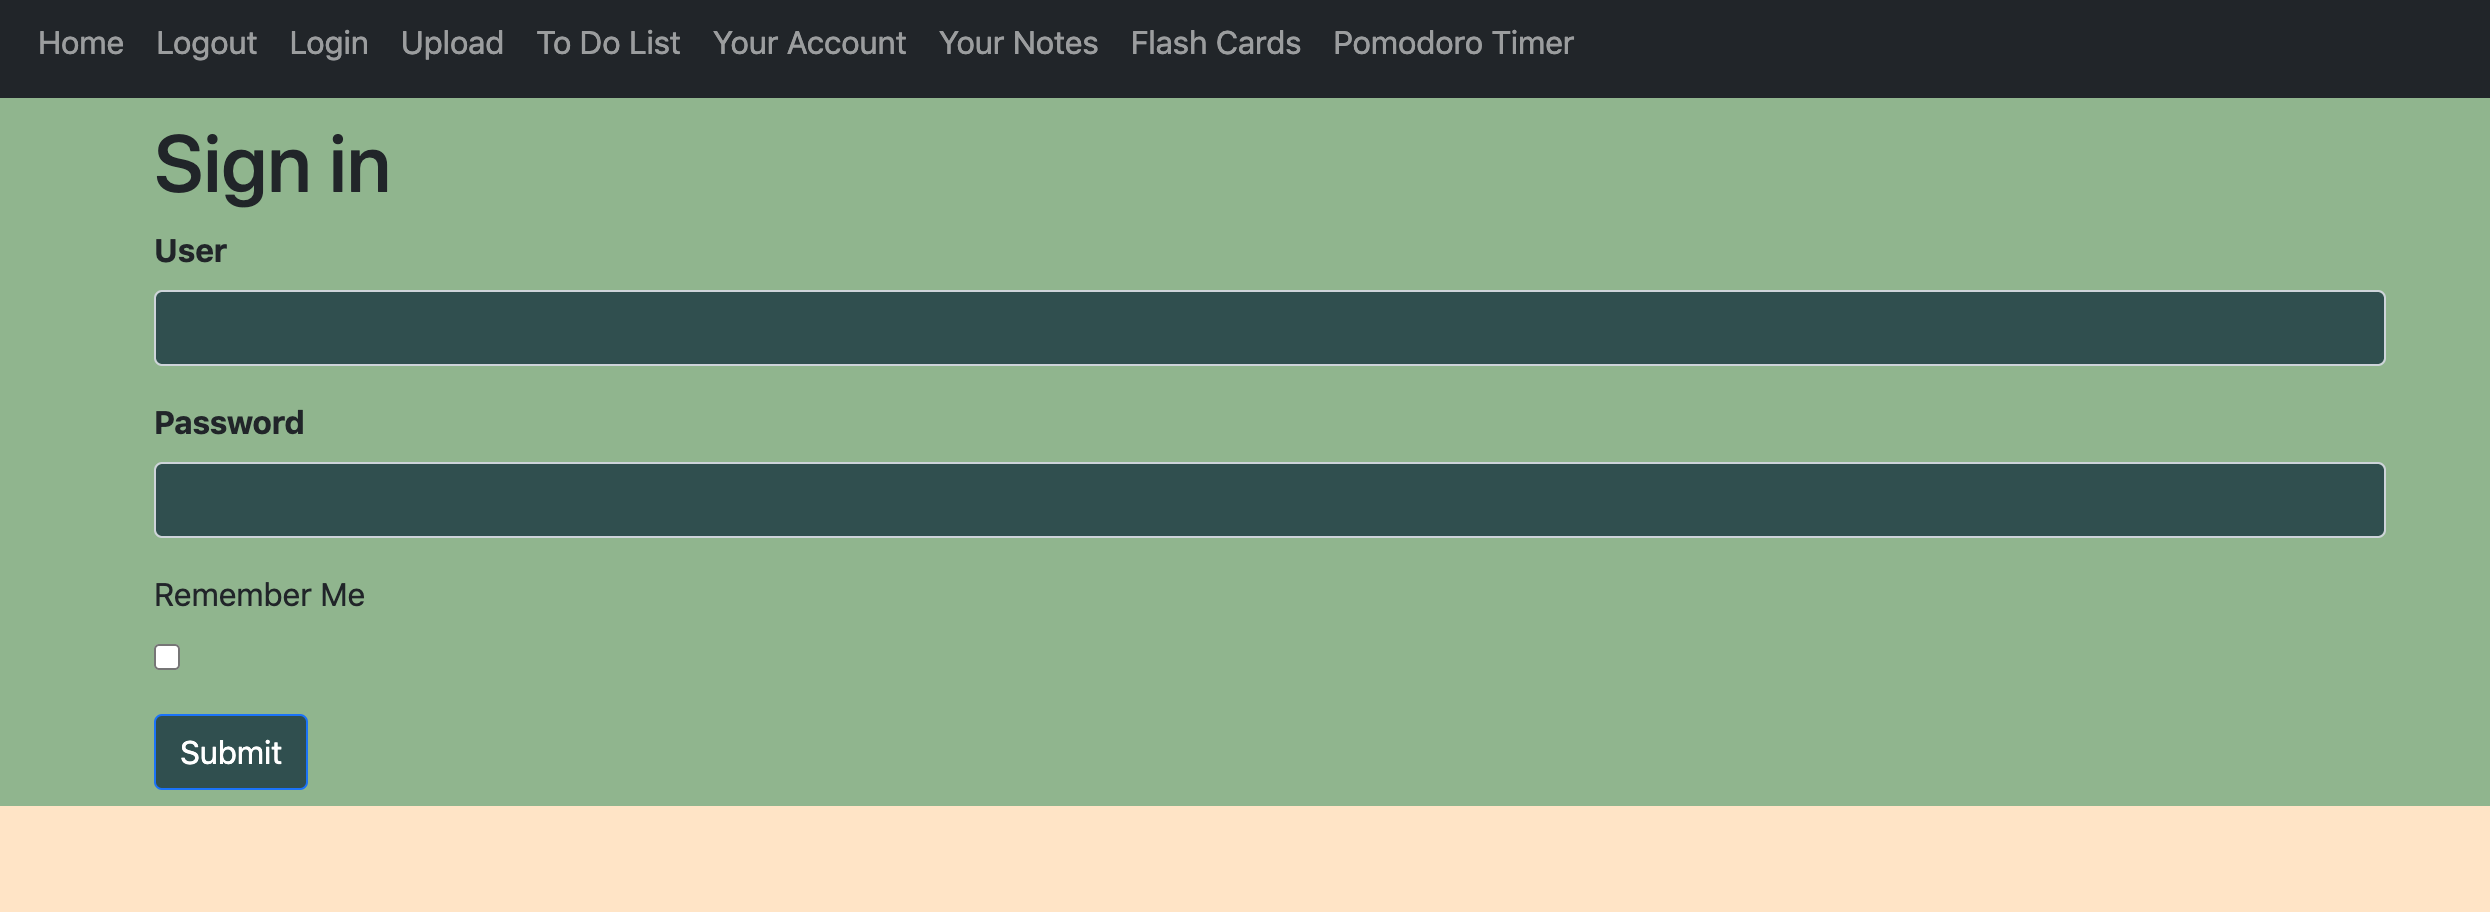 Home Logout Login Upload To Do List Your Account Your Notes Flash Cards Pomodoro Timer
Sign in
User
Password
Remember Me
Submit